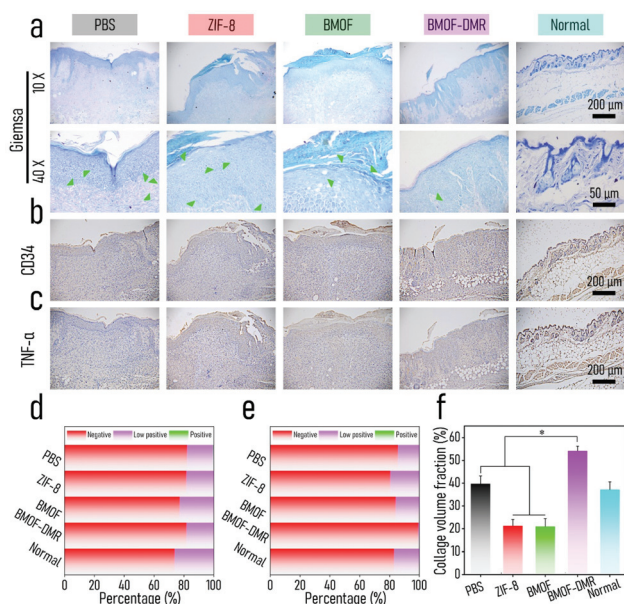 PBS ZIF-8 BMOF BMOF-DMR Normal
a
Giemsa
10 X
200 μm
40 X
50 μm
b
CD34
200 μm
c
TNF-α
200 μm
d
Negative Low positive Positive
PBS
ZIF-8
BMOF
BMOF-DMR
Normal
0 20 40 60 80 100
Percentage (%)
e
Negative Low positive Positive
PBS
ZIF-8
BMOF
BMOF-DMR
Normal
0 20 40 60 80 100
Percentage (%)
f
Collage volume fraction (%)
60
50
40
30
20
10
0
*
PBS
ZIF-8
BMOF
BMOF-DMR
Normal